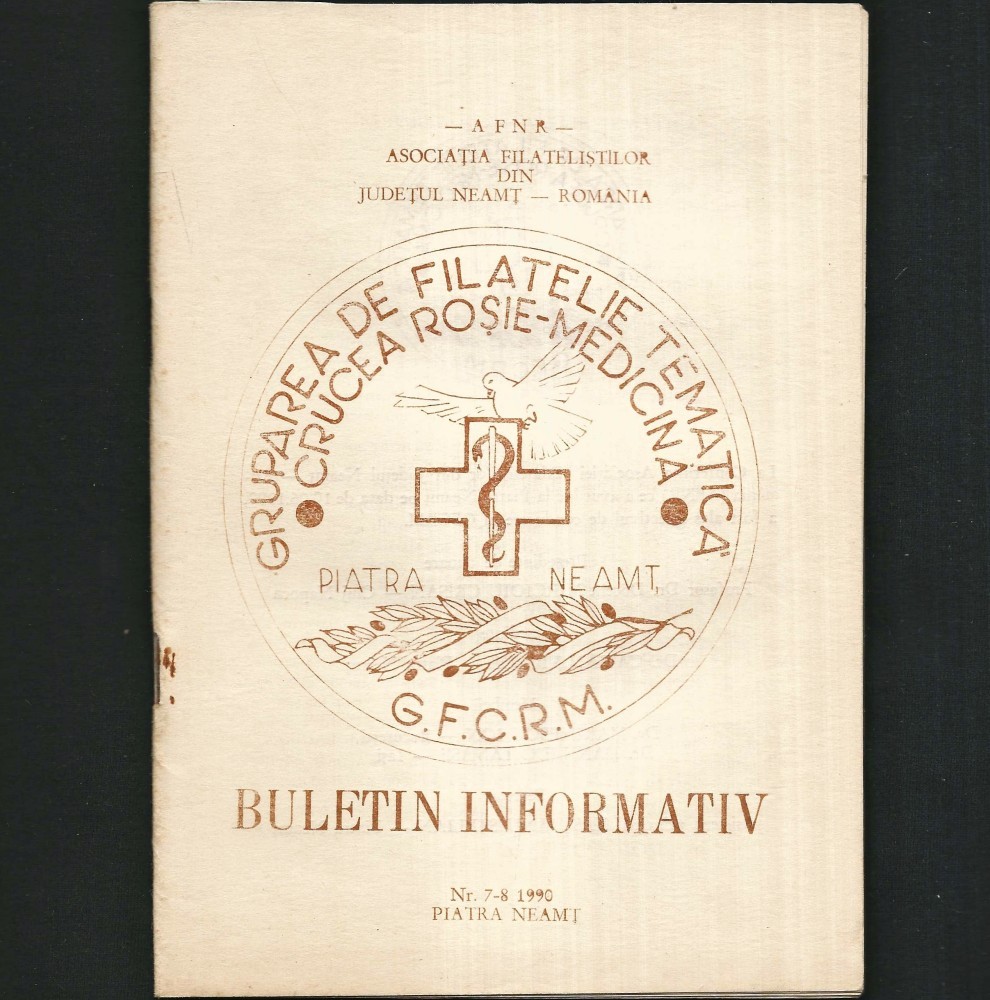 — A F N R —
ASOCIAȚIA FILATELIȘTILOR
DIN
JUDEȚUL NEAMȚ — ROMÂNIA
GRUPAREA DE FILATELIE TEMATICĂ
CRUCEA ROȘIE-MEDICINĂ
PIATRA NEAMȚ
G.F.C.R.M.
BULETIN INFORMATIV
Nr. 7-8 1990
PIATRA NEAMȚ